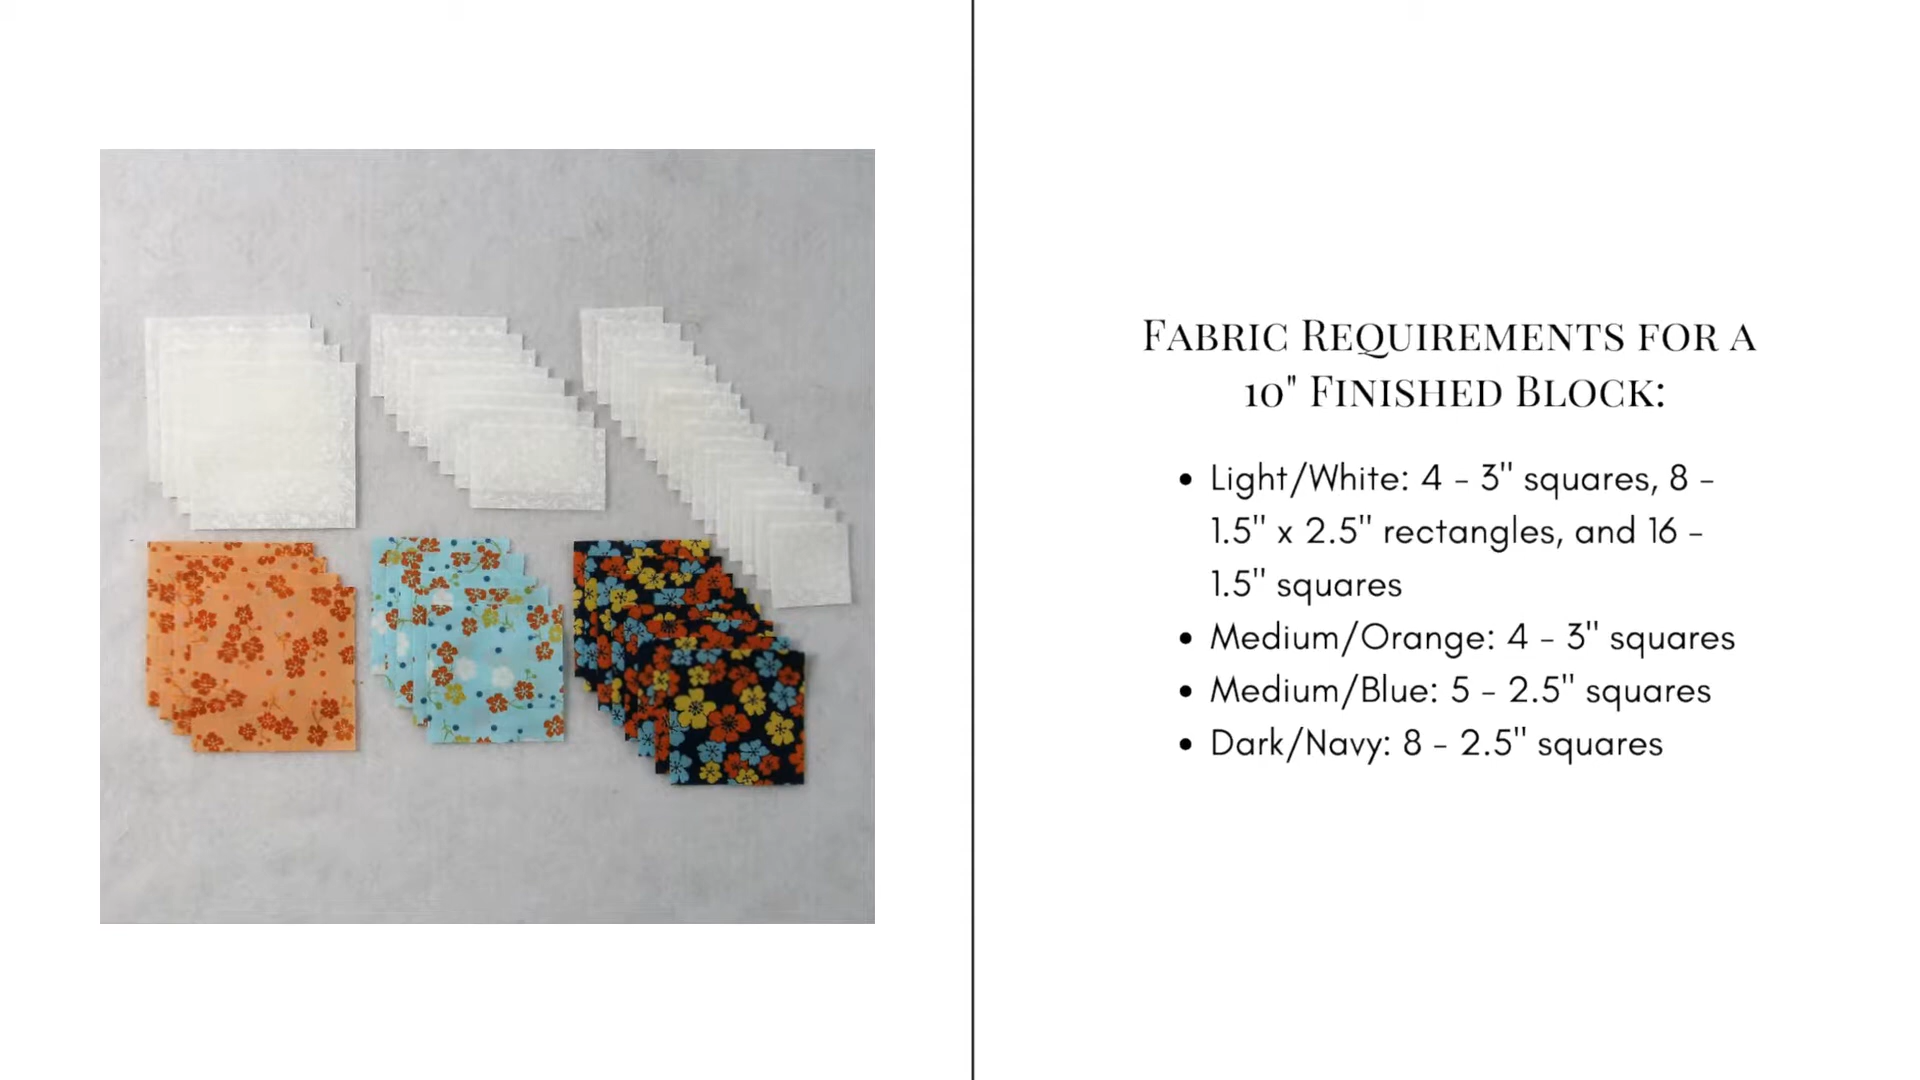 Fabric Requirements for a
10" Finished Block:
• Light/White: 4 - 3" squares, 8 -
1.5" x 2.5" rectangles, and 16 -
1.5" squares
• Medium/Orange: 4 - 3" squares
• Medium/Blue: 5 - 2.5" squares
• Dark/Navy: 8 - 2.5" squares